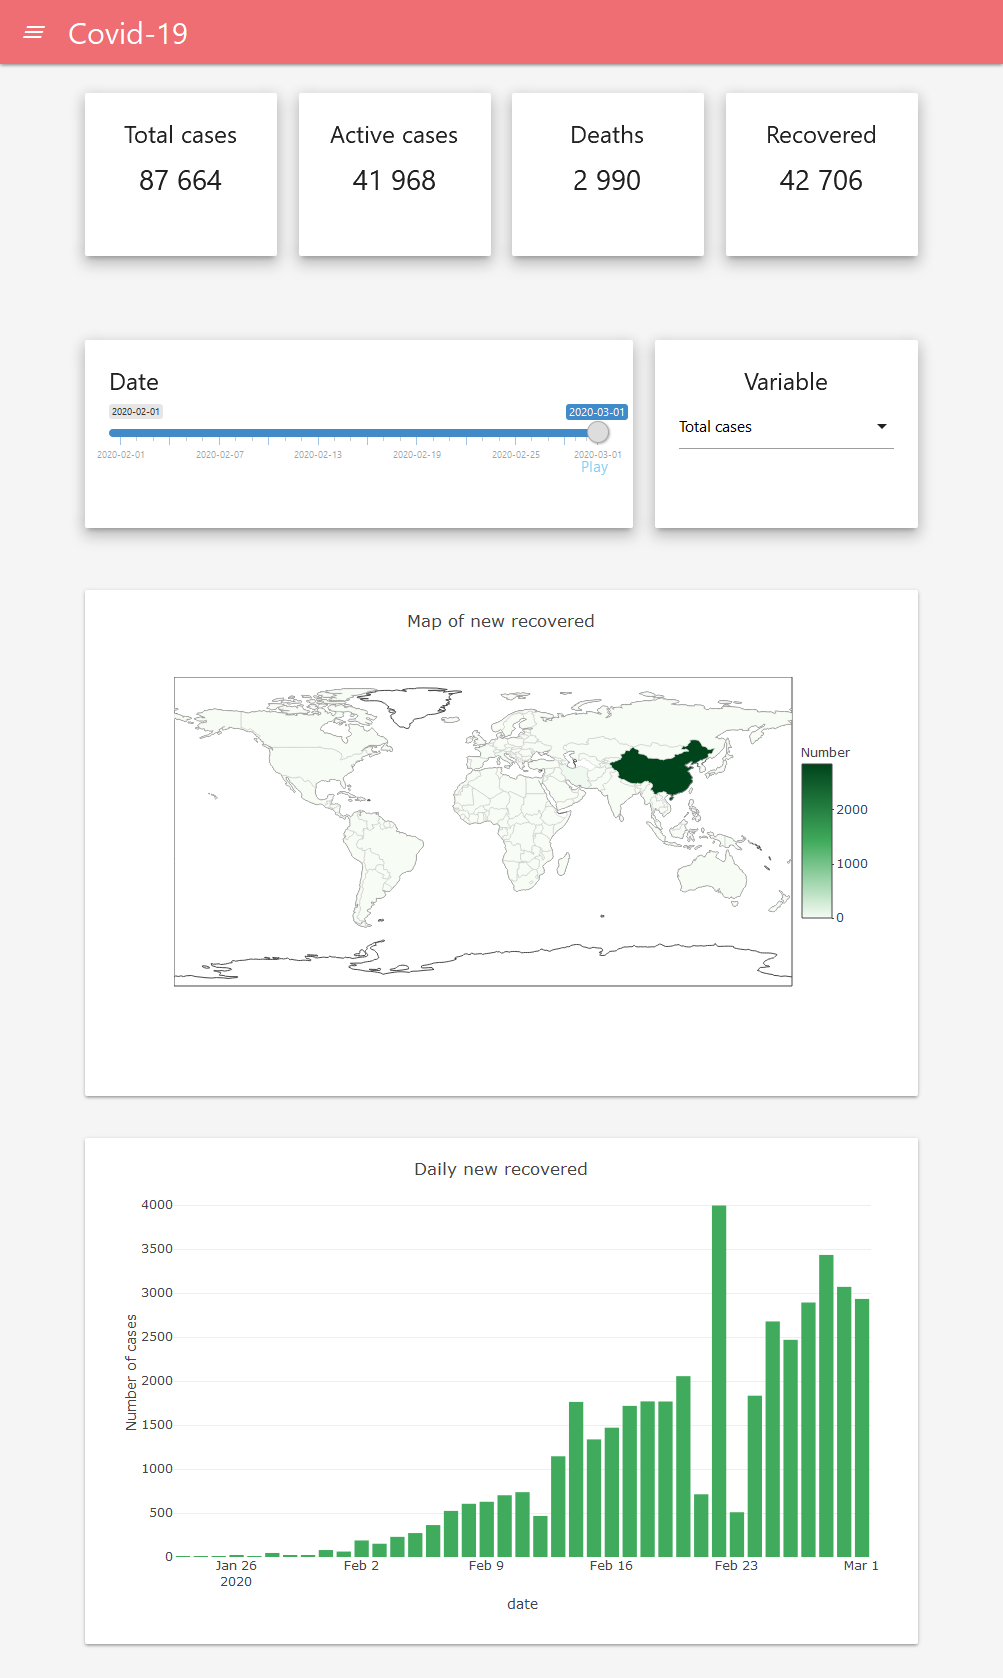 Covid-19
Total cases
87 664
Active cases
41 968
Deaths
2 990
Recovered
42 706
Date
2020-02-01
2020-03-01
2020-02-01 2020-02-07 2020-02-13 2020-02-19 2020-02-25 2020-03-01
Play
Variable
Total cases
Map of new recovered
Number
2000
1000
0
Daily new recovered
4000
3500
3000
2500
2000
1500
1000
500
0
Number of cases
Jan 26 Feb 2 Feb 9 Feb 16 Feb 23 Mar 1
2020
date